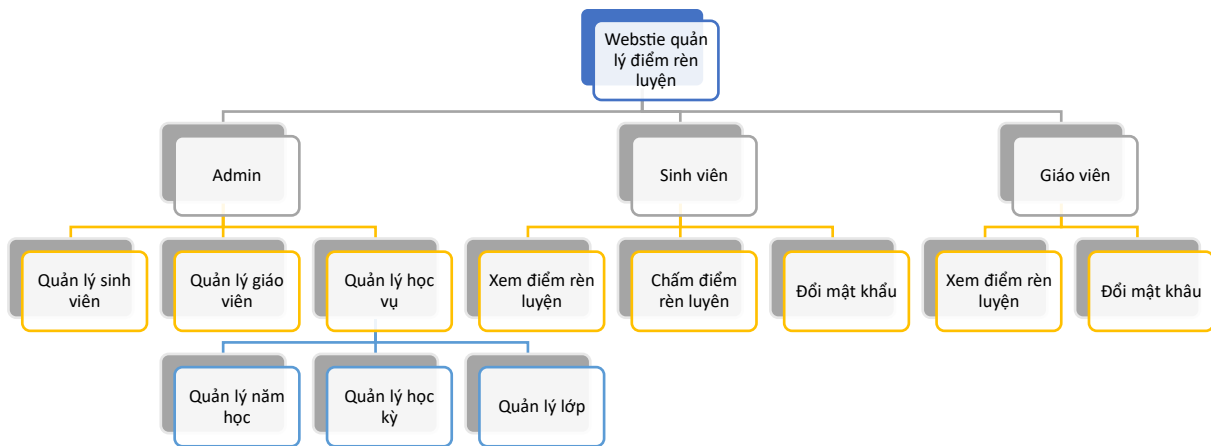 Webstie quản
lý điểm rèn
luyện
Admin
Sinh viên
Giáo viên
Quản lý sinh
viên
Quản lý giáo
viên
Quản lý học
vụ
Xem điểm rèn
luyện
Chấm điểm
rèn luyên
Đổi mật khẩu
Xem điểm rèn
luyện
Đổi mật khâu
Quản lý năm
học
Quản lý học
kỳ
Quản lý lớp